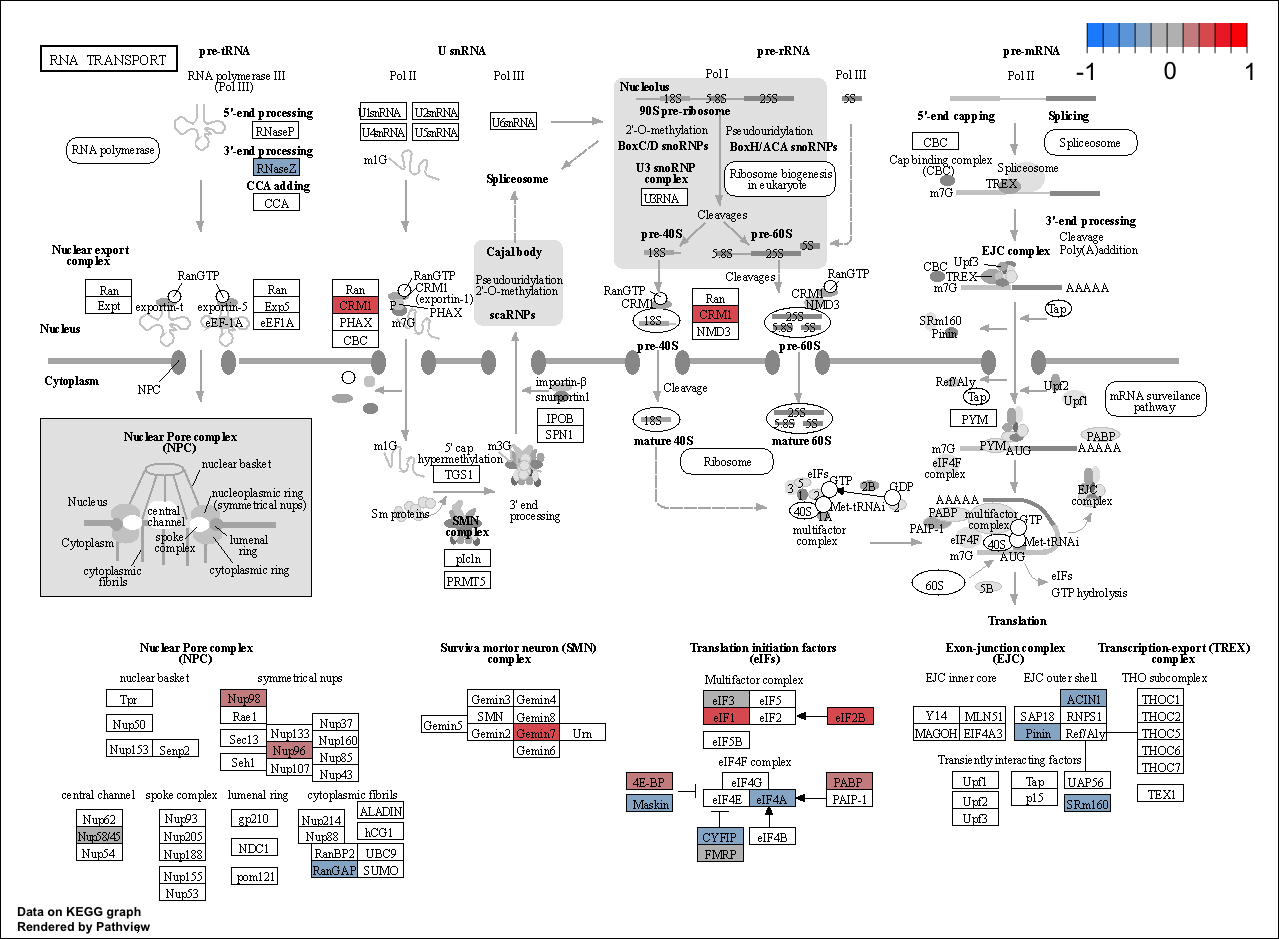 RNA TRANSPORT
pre-tRNA
U snRNA
pre-rRNA
pre-mRNA
-1 0 1
RNA polymerase III
(Pol III)
Pol II
Pol III
Pol I
Pol III
Pol II
5'-end processing
RNaseP
3'-end processing
RNaseZ
CCA adding
CCA
RNA polymerase
U1snRNA
U2snRNA
U4snRNA
U5snRNA
U6snRNA
m1G
Spliceosome
Nucleolus
18S
5.8S
25S
5S
90S pre-ribosome
2'-O-methylation
Pseudouridylation
BoxC/D snoRNPs
BoxH/ACA snoRNPs
U3 snoRNP
complex
U3RNA
Ribosome biogenesis
in eukaryote
Cleavages
pre-40S
pre-60S
18S
5.8S
25S
5S
5'-end capping
Splicing
CBC
Spliceosome
Cap binding complex
(CBC)
Spliceosome
TREX
m7G
3'-end processing
Cleavage
Poly(A)addition
EJC complex
CBC
Upf3
TREX
m7G
AAAAA
Tap
SRm160
Pinin
Nuclear export
complex
Ran
Expt
RanGTP
exportin-t
exportin-5
eEF-1A
Ran
Exp5
eEF1A
Ran
CRM1
PHAX
CBC
RanGTP
CRM1
(exportin-1)
P
PHAX
m7G
Cajal body
Pseudouridylation
2'-O-methylation
scaRNPs
RanGTP
CRM1
18S
Ran
CRM1
NMD3
Cleavages
RanGTP
CRM1
NMD3
25S
5.8S
5S
pre-40S
pre-60S
Nucleus
Cytoplasm
NPC
importin-β
snurportin1
IPOB
SPN1
Cleavage
18S
mature 40S
25S
5.8S
5S
mature 60S
Ribosome
Ref/Aly
Tap
Upf2
Upf1
mRNA surveilance
pathway
PYM
m7G
PYM
AUG
PABP
AAAAA
eIF4F
complex
EJC
complex
Nuclear Pore complex
(NPC)
nuclear basket
Nucleus
nucleoplasmic ring
(symmetrical nups)
central
channel
spoke
complex
lumenal
ring
Cytoplasm
cytoplasmic
fibrils
cytoplasmic ring
m1G
5' cap
hypermethylation
TGS1
m3G
Sm proteins
3' end
processing
SMN
complex
pIcln
PRMT5
eIFs
3
5
1
2
GTP
2B
GDP
40S
1A
Met-tRNAi
multifactor
complex
AAAAA
PABP
PAIP-1
multifactor
complex
GTP
eIF4F
40S
Met-tRNAi
m7G
AUG
60S
5B
eIFs
GTP hydrolysis
Translation
Nuclear Pore complex
(NPC)
nuclear basket
symmetrical nups
Tpr
Nup50
Nup153
Senp2
Nup98
Rae1
Sec13
Seh1
Nup133
Nup96
Nup107
Nup37
Nup160
Nup85
Nup43
central channel
spoke complex
lumenal ring
cytoplasmic fibrils
Nup62
Nup58/45
Nup54
Nup93
Nup205
Nup188
Nup155
Nup53
gp210
NDC1
pom121
Nup214
Nup88
ALADIN
hCG1
RanBP2
UBC9
RanGAP
SUMO
Surviva mortor neuron (SMN)
complex
Gemin5
Gemin3
Gemin4
SMN
Gemin8
Gemin2
Gemin7
Unr
Gemin6
Translation initiation factors
(eIFs)
Multifactor complex
eIF3
eIF5
eIF1
eIF2
eIF2B
eIF5B
eIF4F complex
4E-BP
Maskin
eIF4G
eIF4E
eIF4A
PABP
PAIP-1
CYFIP
FMRP
eIF4B
Exon-junction complex
(EJC)
EJC inner core
EJC outer shell
Y14
MLN51
MAGOH
EIF4A3
ACIN1
SAP18
RNPS1
Pinin
Ref/Aly
Transiently interacting factors
Upf1
Upf2
Upf3
Tap
p15
UAP56
SRm160
Transcription-export (TREX)
complex
THO subcomplex
THOC1
THOC2
THOC5
THOC6
THOC7
TEX1
Data on KEGG graph
Rendered by Pathview